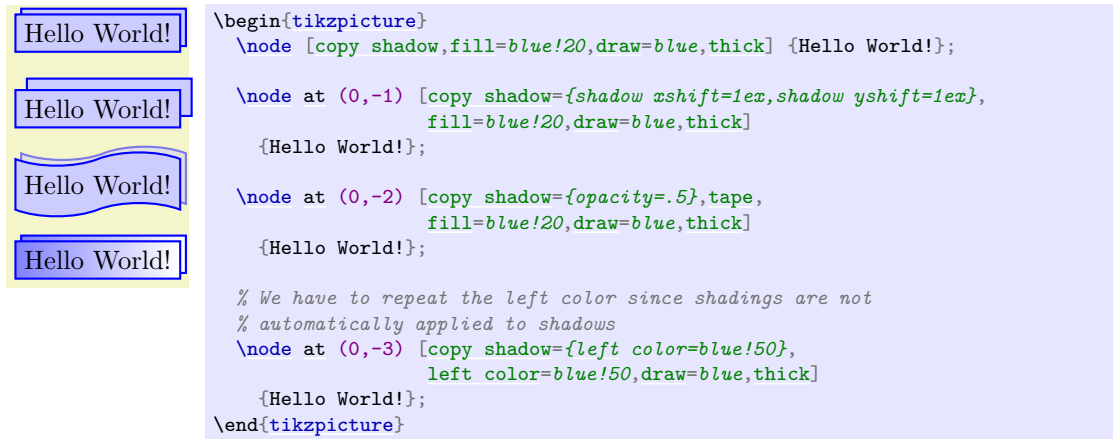 Hello World!
Hello World!
Hello World!
Hello World!
\begin{tikzpicture}
  \node [copy shadow,fill=blue!20,draw=blue,thick] {Hello World!};

  \node at (0,-1) [copy shadow={shadow xshift=1ex,shadow yshift=1ex},
                   fill=blue!20,draw=blue,thick]
    {Hello World!};

  \node at (0,-2) [copy shadow={opacity=.5},tape,
                   fill=blue!20,draw=blue,thick]
    {Hello World!};

  % We have to repeat the left color since shadings are not
  % automatically applied to shadows
  \node at (0,-3) [copy shadow={left color=blue!50},
                   left color=blue!50,draw=blue,thick]
    {Hello World!};
\end{tikzpicture}